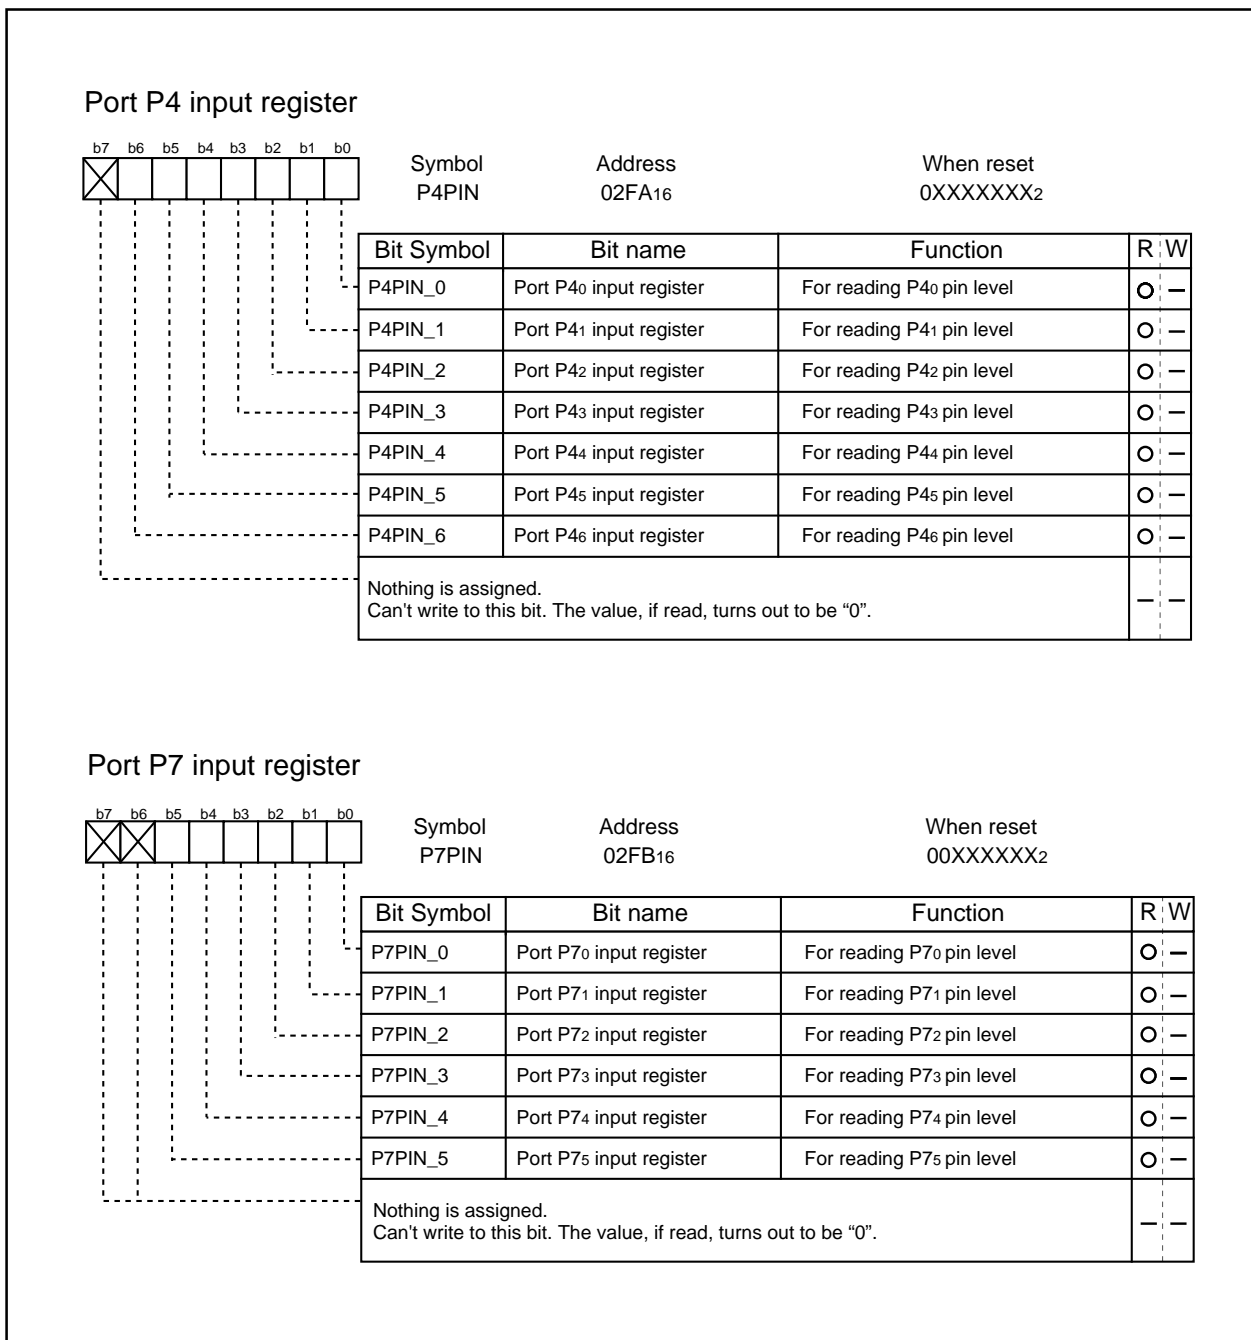 Port P4 input register
b7 b6 b5 b4 b3 b2 b1 b0
Symbol Address When reset
P4PIN 02FA16 0XXXXXXX2
Bit Symbol Bit name Function R W
P4PIN_0 Port P40 input register For reading P40 pin level O –
P4PIN_1 Port P41 input register For reading P41 pin level O –
P4PIN_2 Port P42 input register For reading P42 pin level O –
P4PIN_3 Port P43 input register For reading P43 pin level O –
P4PIN_4 Port P44 input register For reading P44 pin level O –
P4PIN_5 Port P45 input register For reading P45 pin level O –
P4PIN_6 Port P46 input register For reading P46 pin level O –
Nothing is assigned.
Can't write to this bit. The value, if read, turns out to be “0”. – –
Port P7 input register
b7 b6 b5 b4 b3 b2 b1 b0
Symbol Address When reset
P7PIN 02FB16 00XXXXXX2
Bit Symbol Bit name Function R W
P7PIN_0 Port P70 input register For reading P70 pin level O –
P7PIN_1 Port P71 input register For reading P71 pin level O –
P7PIN_2 Port P72 input register For reading P72 pin level O –
P7PIN_3 Port P73 input register For reading P73 pin level O –
P7PIN_4 Port P74 input register For reading P74 pin level O –
P7PIN_5 Port P75 input register For reading P75 pin level O –
Nothing is assigned.
Can't write to this bit. The value, if read, turns out to be “0”. – –